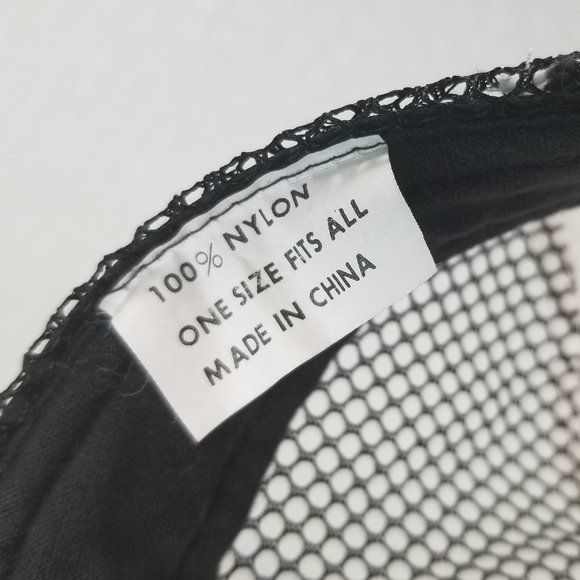 100% NYLON
ONE SIZE FITS ALL
MADE IN CHINA